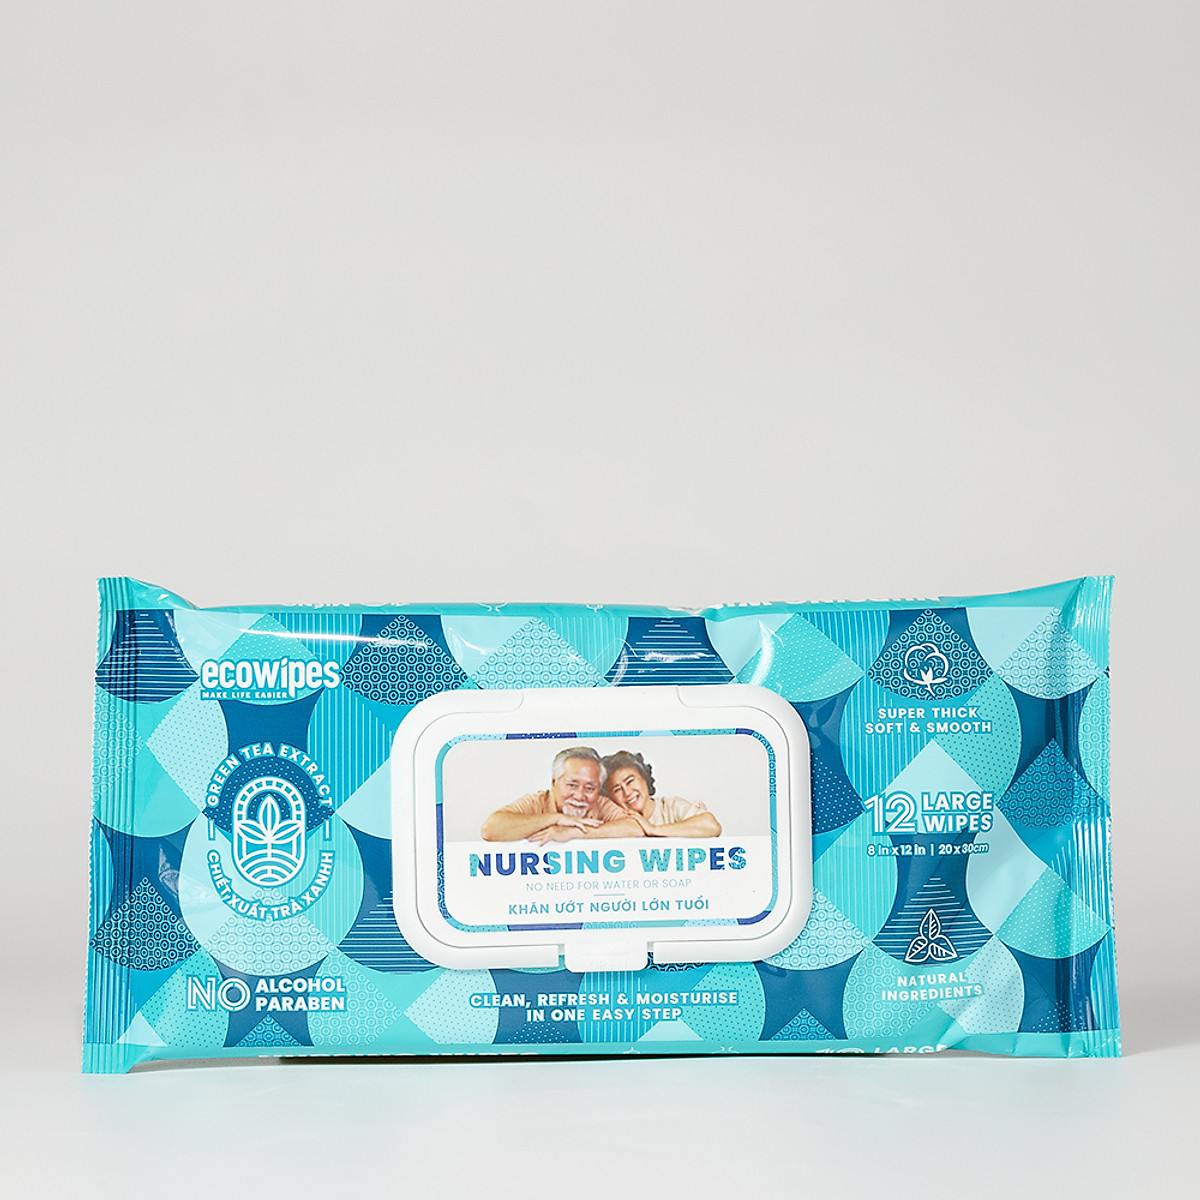 ecowipes
MAKE LIFE EASIER
GREEN TEA EXTRACT
CHIẾT XUẤT TRÀ XANH
NO ALCOHOL
PARABEN
NURSING WIPES
NO NEED FOR WATER OR SOAP
KHĂN ƯỚT NGƯỜI LỚN TUỔI
CLEAN, REFRESH & MOISTURISE
IN ONE EASY STEP
SUPER THICK
SOFT & SMOOTH
12 LARGE
WIPES
8 in x 12 in | 20 x 30cm
NATURAL
INGREDIENTS